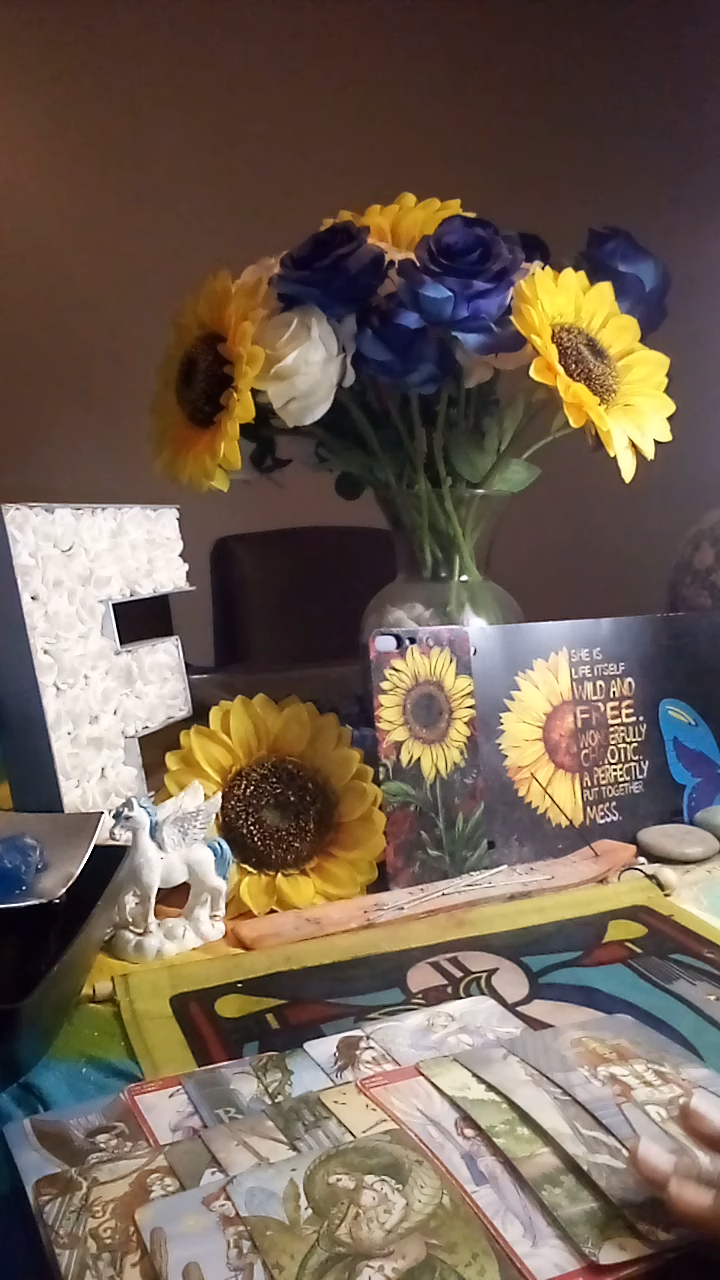 SHE IS
LIFE ITSELF
WILD AND
FREE.
WONDERFULLY
CHAOTIC.
A PERFECTLY
PUT TOGETHER
MESS.
F
R